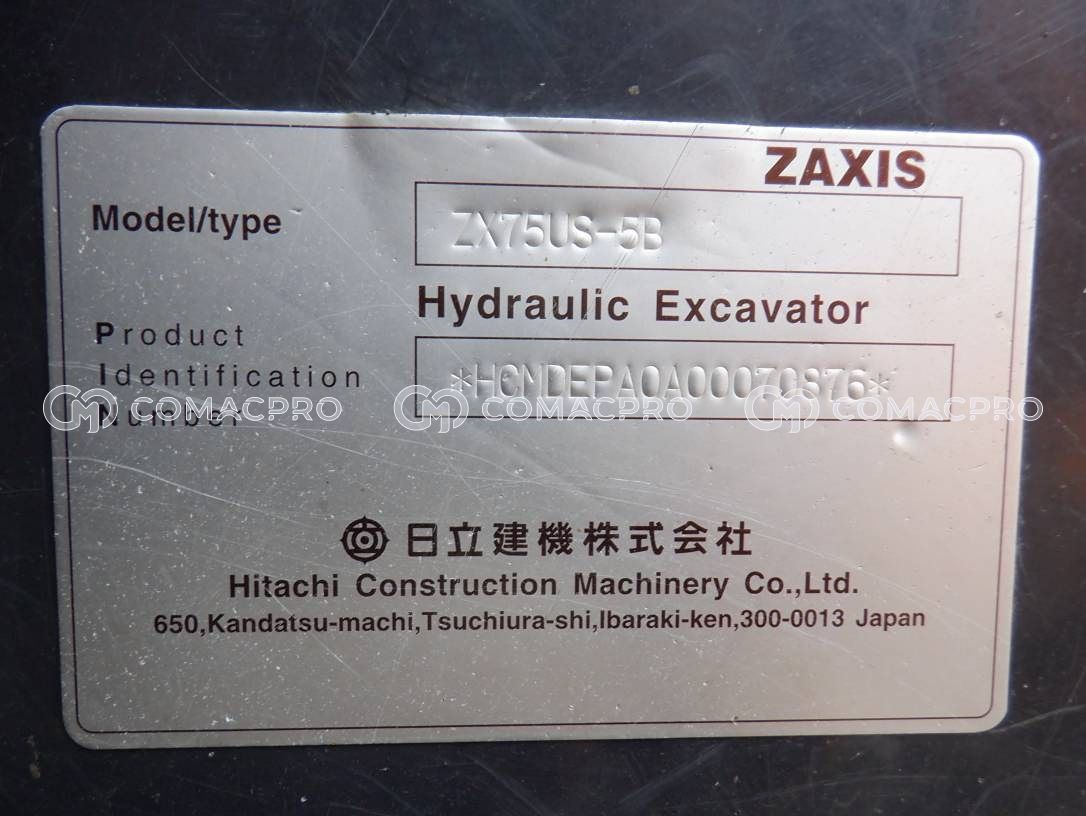 ZAXIS
Model/type ZX75US-5B
Hydraulic Excavator
Product
Identification *HCMDEPA0A00070876*
Number
COMACPRO COMACPRO COMACPRO
日立建機株式会社
Hitachi Construction Machinery Co.,Ltd.
650,Kandatsu-machi,Tsuchiura-shi,Ibaraki-ken,300-0013 Japan